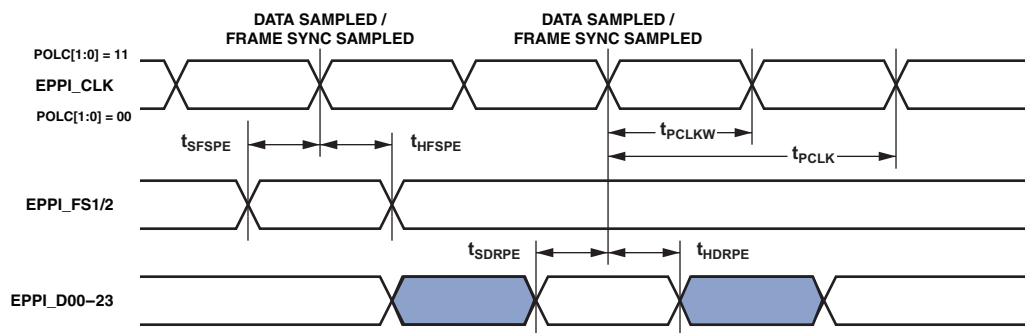 DATA SAMPLED /
FRAME SYNC SAMPLED
DATA SAMPLED /
FRAME SYNC SAMPLED
POLC[1:0] = 11
EPPI_CLK
POLC[1:0] = 00
tSFSPE
tHFSPE
tPCLKW
tPCLK
EPPI_FS1/2
tSDRPE
tHDRPE
EPPI_D00–23